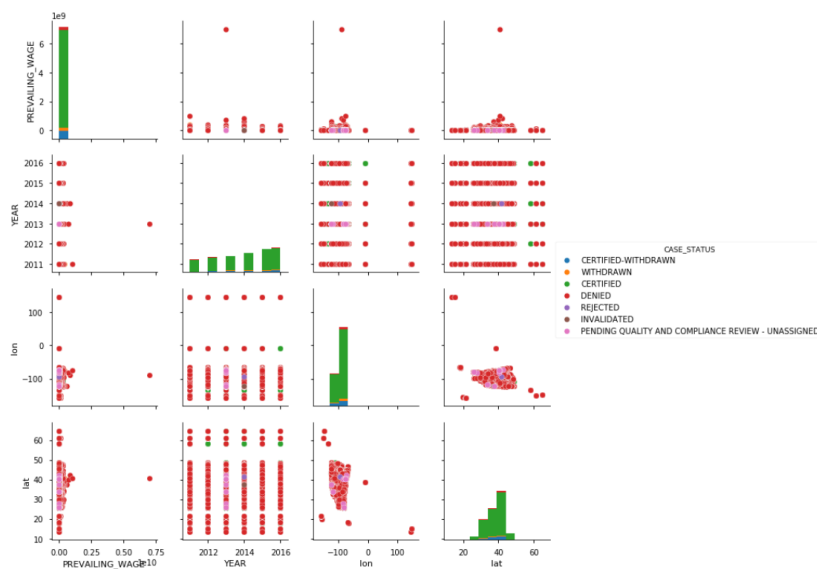 1e9
6
4
2
0
PREVAILING_WAGE
2016
2015
2014
2013
2012
2011
YEAR
CASE_STATUS
CERTIFIED-WITHDRAWN
WITHDRAWN
CERTIFIED
DENIED
REJECTED
INVALIDATED
PENDING QUALITY AND COMPLIANCE REVIEW - UNASSIGNED
100
0
−100
lon
60
50
40
30
20
10
lat
0.00 0.25 0.50 0.75
PREVAILING_WAGE
1e10
2012 2014 2016
YEAR
−100 0 100
lon
20 40 60
lat